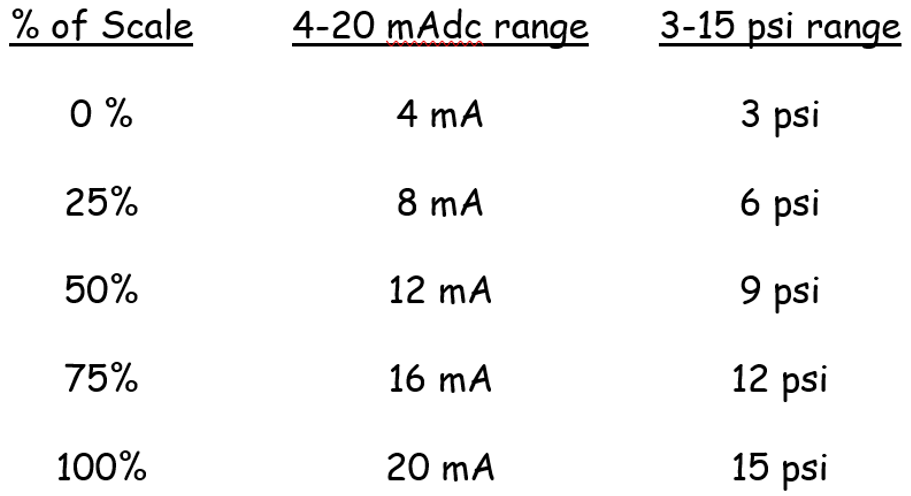 % of Scale 4-20 mAdc range 3-15 psi range
0 % 4 mA 3 psi
25% 8 mA 6 psi
50% 12 mA 9 psi
75% 16 mA 12 psi
100% 20 mA 15 psi